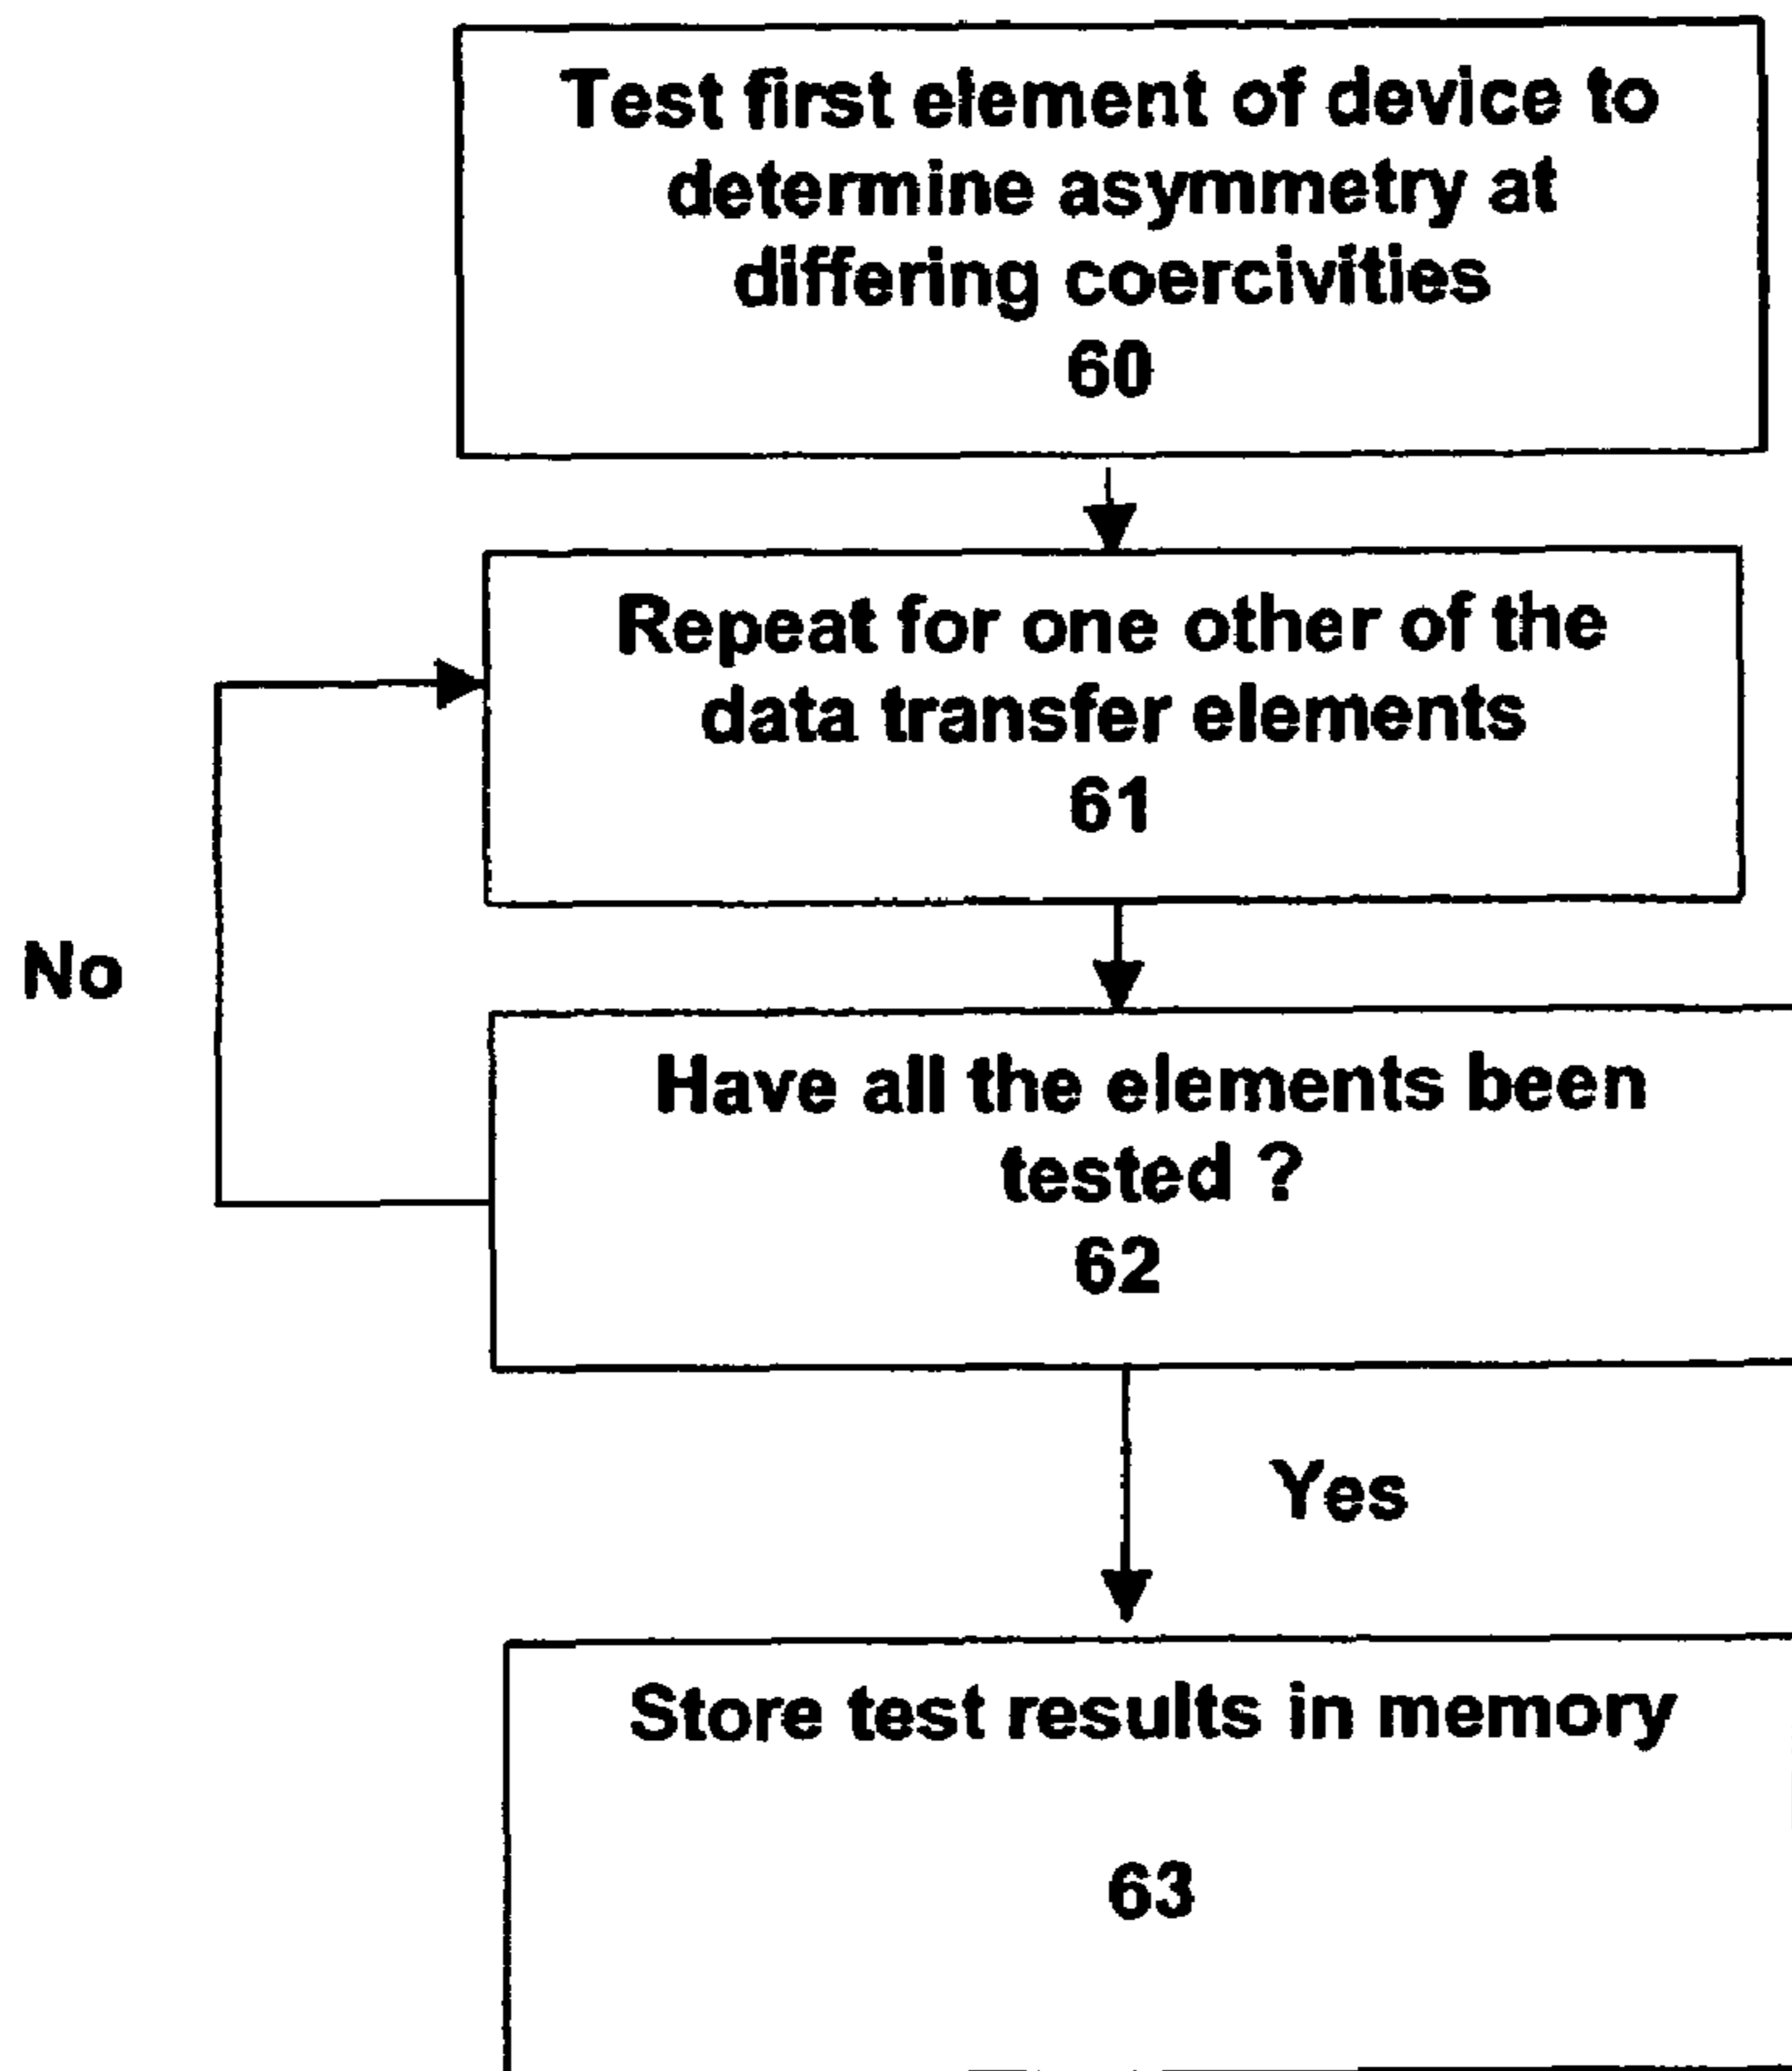 Test first element of device to
determine asymmetry at
differing coercivities
60
Repeat for one other of the
data transfer elements
61
No
Have all the elements been
tested ?
62
Yes
Store test results in memory
63